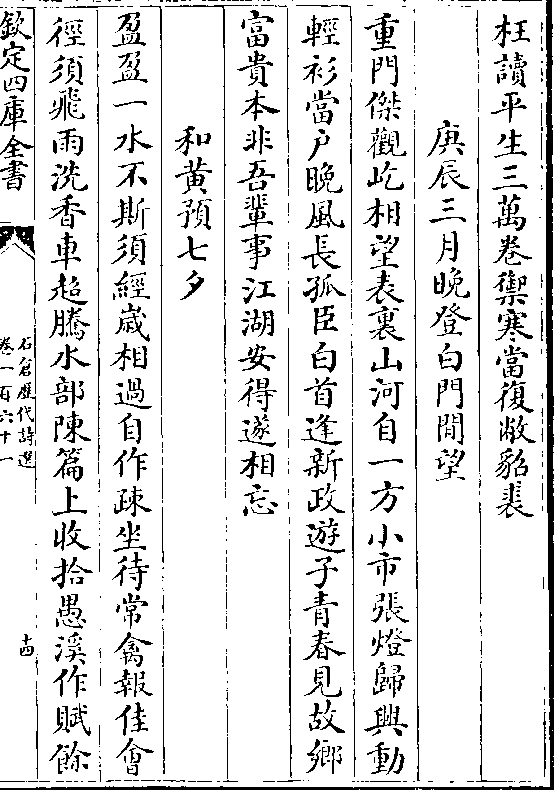 枉讀平生三萬卷禦寒當復敝貂裘
庚辰三月晚登白門閒望
重門傑觀屹相望表裏山河自一方小市張燈歸興動
輕衫當户晚風長孤臣白首逢新政遊子青春見故鄉
富貴本非吾輩事江湖安得遂相忘
和黄預七夕
盈盈一水不斯須經歲相過自作疎坐待常禽報佳會
徑須飛雨洗香車超騰水部陳篇上收拾愚溪作賦餘
欽定四庫全書
石倉歷代詩選
卷一百六十一
十四